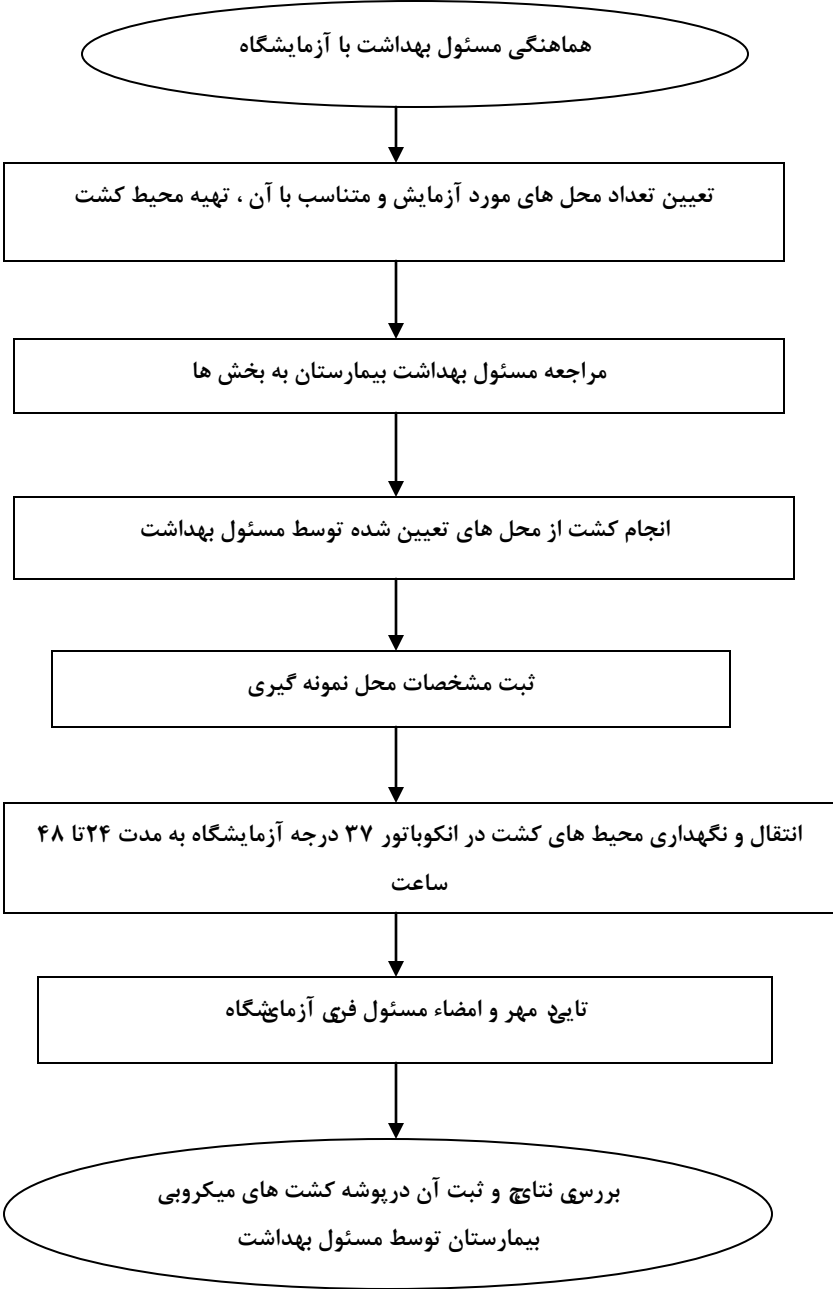 هماهنگی مسئول بهداشت با آزمایشگاه
تعیین تعداد محل های مورد آزمایش و متناسب با آن ، تهیه محیط کشت
مراجعه مسئول بهداشت بیمارستان به بخش ها
انجام کشت از محل های تعیین شده توسط مسئول بهداشت
ثبت مشخصات محل نمونه گیری
انتقال و نگهداری محیط های کشت در انکوباتور ۳۷ درجه آزمایشگاه به مدت ۲۴تا ۴۸
ساعت
تایید مهر و امضاء مسئول فنی آزمایشگاه
بررسی نتایج و ثبت آن درپوشه کشت های میکروبی
بیمارستان توسط مسئول بهداشت